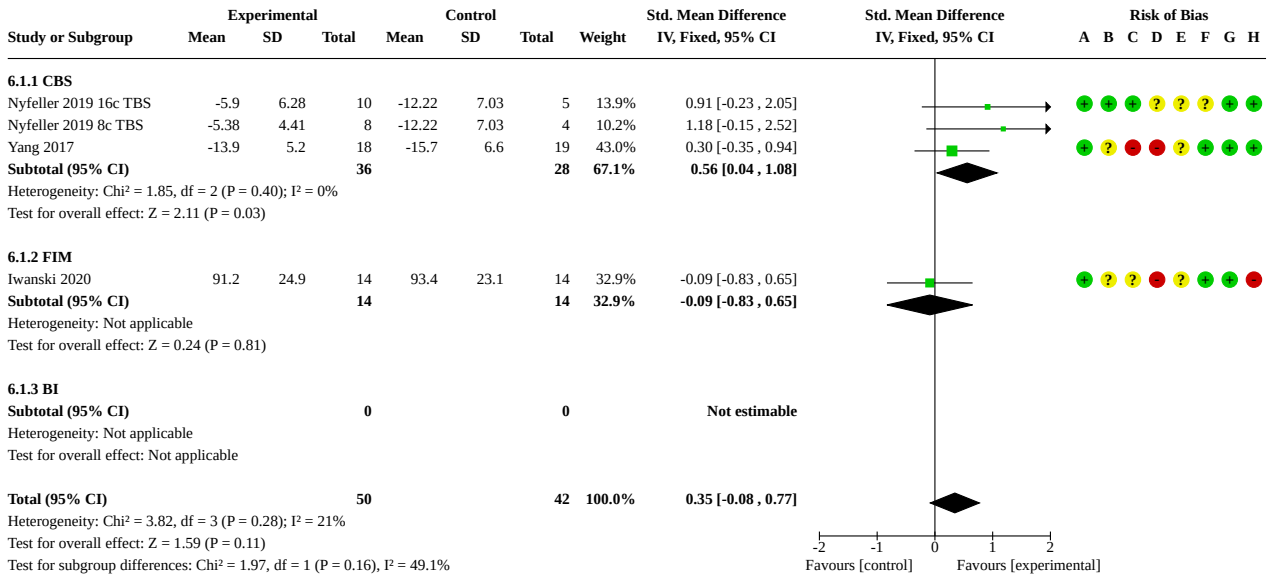 Experimental Control Std. Mean Difference Std. Mean Difference Risk of Bias
Study or Subgroup Mean SD Total Mean SD Total Weight IV, Fixed, 95% CI IV, Fixed, 95% CI A B C D E F G H
6.1.1 CBS
Nyfeller 2019 16c TBS -5.9 6.28 10 -12.22 7.03 5 13.9% 0.91 [-0.23 , 2.05] + + + ? ? ? + +
Nyfeller 2019 8c TBS -5.38 4.41 8 -12.22 7.03 4 10.2% 1.18 [-0.15 , 2.52]
Yang 2017 -13.9 5.2 18 -15.7 6.6 19 43.0% 0.30 [-0.35 , 0.94] + ? - - ? + + +
Subtotal (95% CI) 36 28 67.1% 0.56 [0.04 , 1.08]
Heterogeneity: Chi² = 1.85, df = 2 (P = 0.40); I² = 0%
Test for overall effect: Z = 2.11 (P = 0.03)
6.1.2 FIM
Iwanski 2020 91.2 24.9 14 93.4 23.1 14 32.9% -0.09 [-0.83 , 0.65] + ? ? - ? + + -
Subtotal (95% CI) 14 14 32.9% -0.09 [-0.83 , 0.65]
Heterogeneity: Not applicable
Test for overall effect: Z = 0.24 (P = 0.81)
6.1.3 BI
Subtotal (95% CI) 0 0 Not estimable
Heterogeneity: Not applicable
Test for overall effect: Not applicable
Total (95% CI) 50 42 100.0% 0.35 [-0.08 , 0.77]
Heterogeneity: Chi² = 3.82, df = 3 (P = 0.28); I² = 21%
Test for overall effect: Z = 1.59 (P = 0.11)
Test for subgroup differences: Chi² = 1.97, df = 1 (P = 0.16), I² = 49.1%
-2 -1 0 1 2
Favours [control] Favours [experimental]